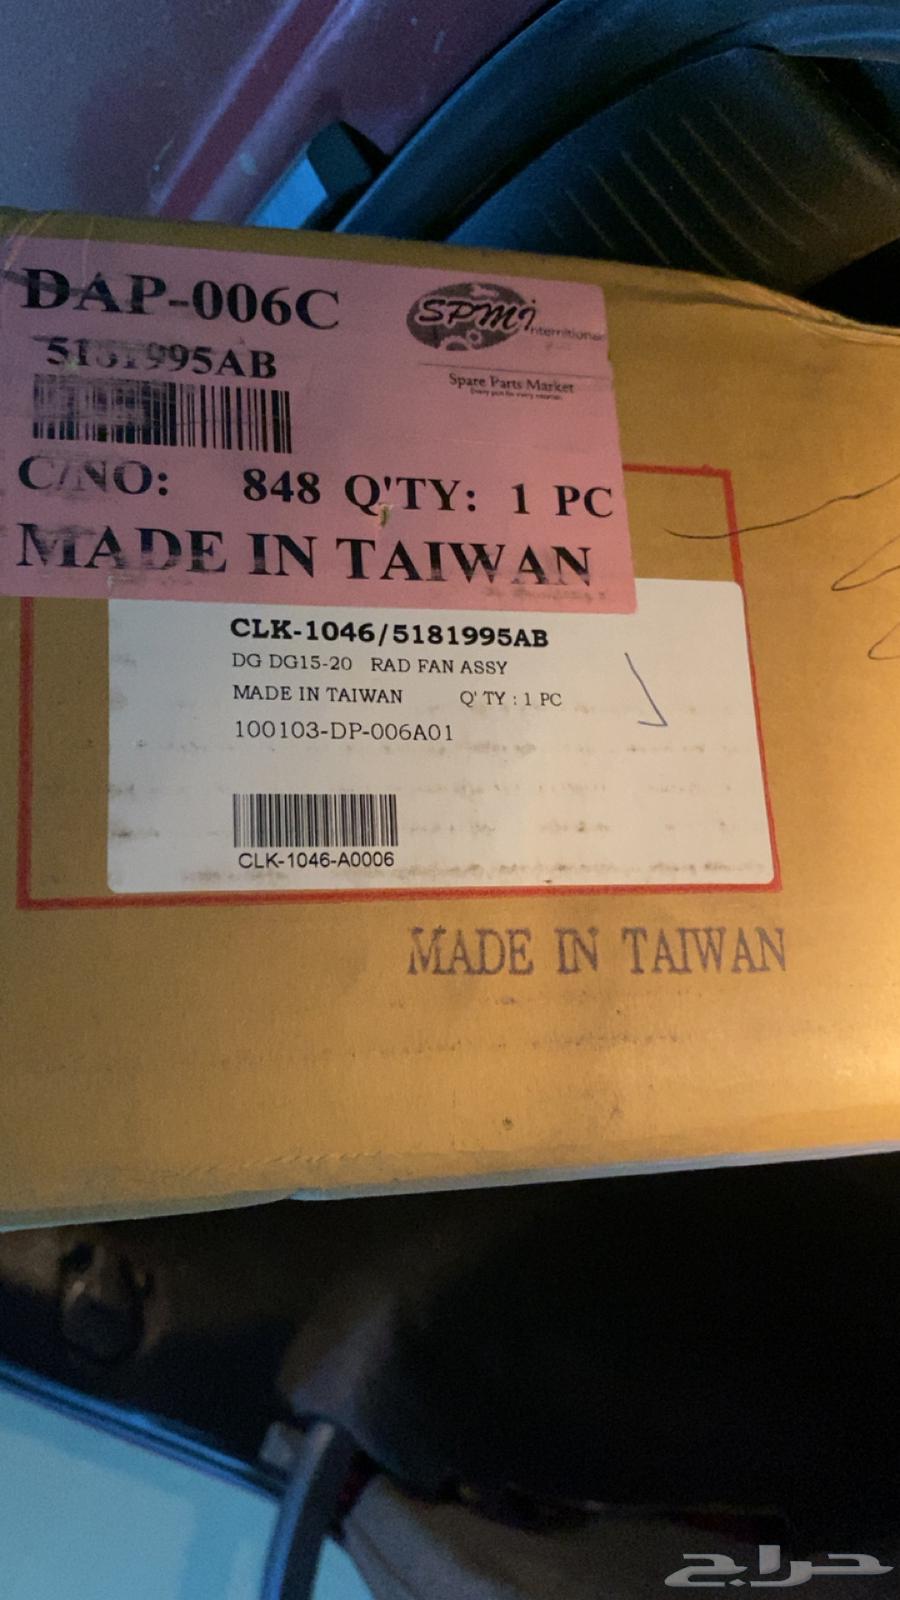 DAP-006C
5181995AB
SPMI
nternitional
Spare Parts Market
C/NO: 848 Q'TY: 1 PC
MADE IN TAIWAN
CLK-1046/5181995AB
DG DG15-20 RAD FAN ASSY
MADE IN TAIWAN Q'TY : 1 PC
100103-DP-006A01
CLK-1046-A0006
MADE IN TAIWAN
حراج